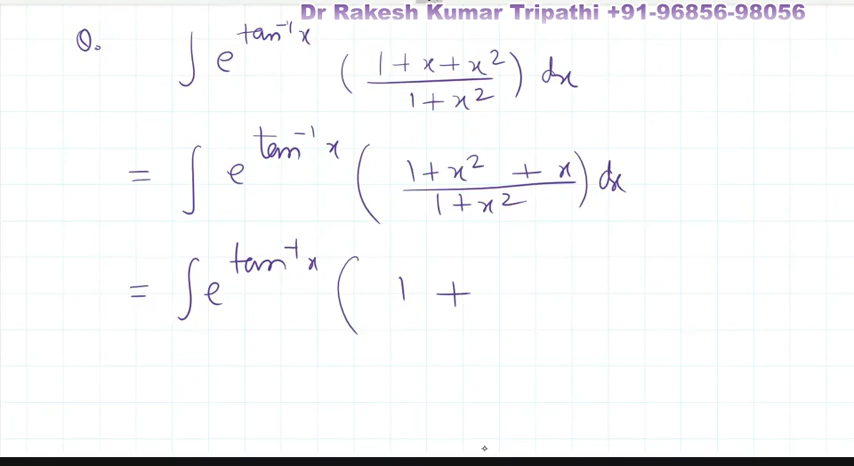 Dr Rakesh Kumar Tripathi +91-96856-98056
Q. ∫ e^{tan⁻¹x} ( (1 + x + x²) / (1 + x²) ) dx
= ∫ e^{tan⁻¹x} ( (1 + x² + x) / (1 + x²) ) dx
= ∫ e^{tan⁻¹x} ( 1 +